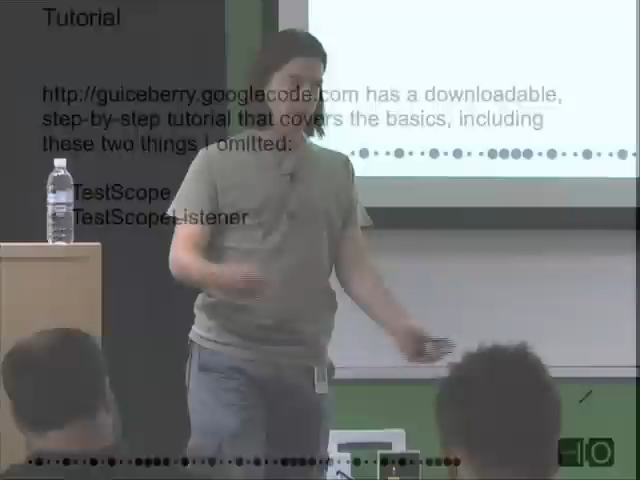 Tutorial
http://guiceberry.googlecode.com has a downloadable,
step-by-step tutorial that covers the basics, including
these two things I omitted:
TestScope
TestScopeListener
IO